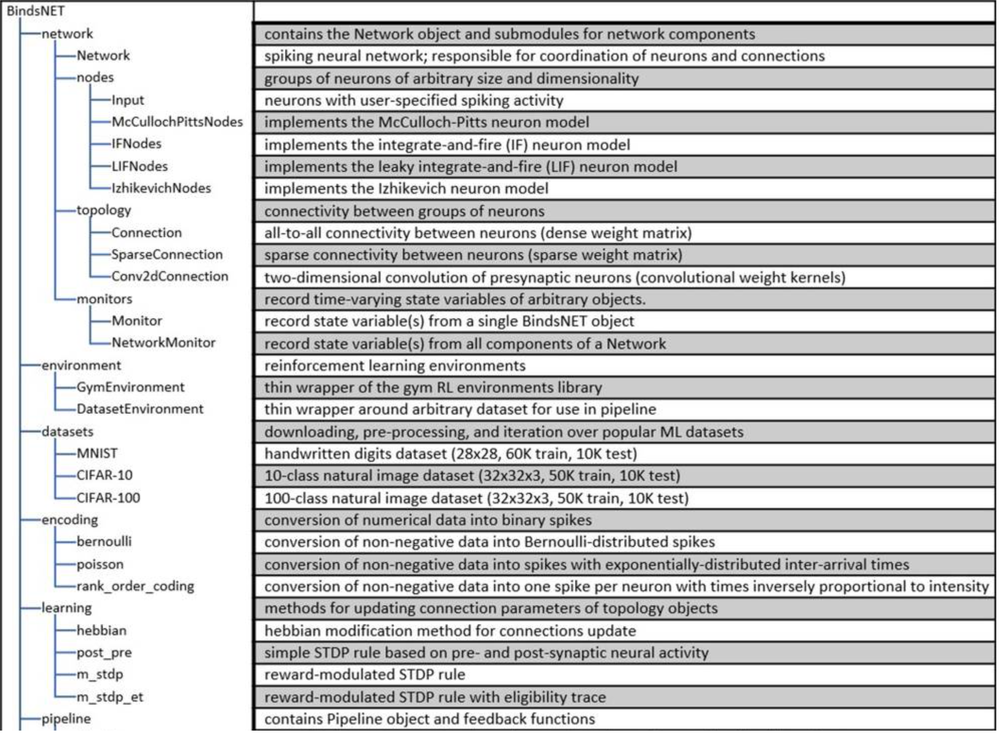 BindsNET
network contains the Network object and submodules for network components
Network spiking neural network; responsible for coordination of neurons and connections
nodes groups of neurons of arbitrary size and dimensionality
Input neurons with user-specified spiking activity
McCullochPittsNodes implements the McCulloch-Pitts neuron model
IFNodes implements the integrate-and-fire (IF) neuron model
LIFNodes implements the leaky integrate-and-fire (LIF) neuron model
IzhikevichNodes implements the Izhikevich neuron model
topology connectivity between groups of neurons
Connection all-to-all connectivity between neurons (dense weight matrix)
SparseConnection sparse connectivity between neurons (sparse weight matrix)
Conv2dConnection two-dimensional convolution of presynaptic neurons (convolutional weight kernels)
monitors record time-varying state variables of arbitrary objects.
Monitor record state variable(s) from a single BindsNET object
NetworkMonitor record state variable(s) from all components of a Network
environment reinforcement learning environments
GymEnvironment thin wrapper of the gym RL environments library
DatasetEnvironment thin wrapper around arbitrary dataset for use in pipeline
datasets downloading, pre-processing, and iteration over popular ML datasets
MNIST handwritten digits dataset (28x28, 60K train, 10K test)
CIFAR-10 10-class natural image dataset (32x32x3, 50K train, 10K test)
CIFAR-100 100-class natural image dataset (32x32x3, 50K train, 10K test)
encoding conversion of numerical data into binary spikes
bernoulli conversion of non-negative data into Bernoulli-distributed spikes
poisson conversion of non-negative data into spikes with exponentially-distributed inter-arrival times
rank_order_coding conversion of non-negative data into one spike per neuron with times inversely proportional to intensity
learning methods for updating connection parameters of topology objects
hebbian hebbian modification method for connections update
post_pre simple STDP rule based on pre- and post-synaptic neural activity
m_stdp reward-modulated STDP rule
m_stdp_et reward-modulated STDP rule with eligibility trace
pipeline contains Pipeline object and feedback functions